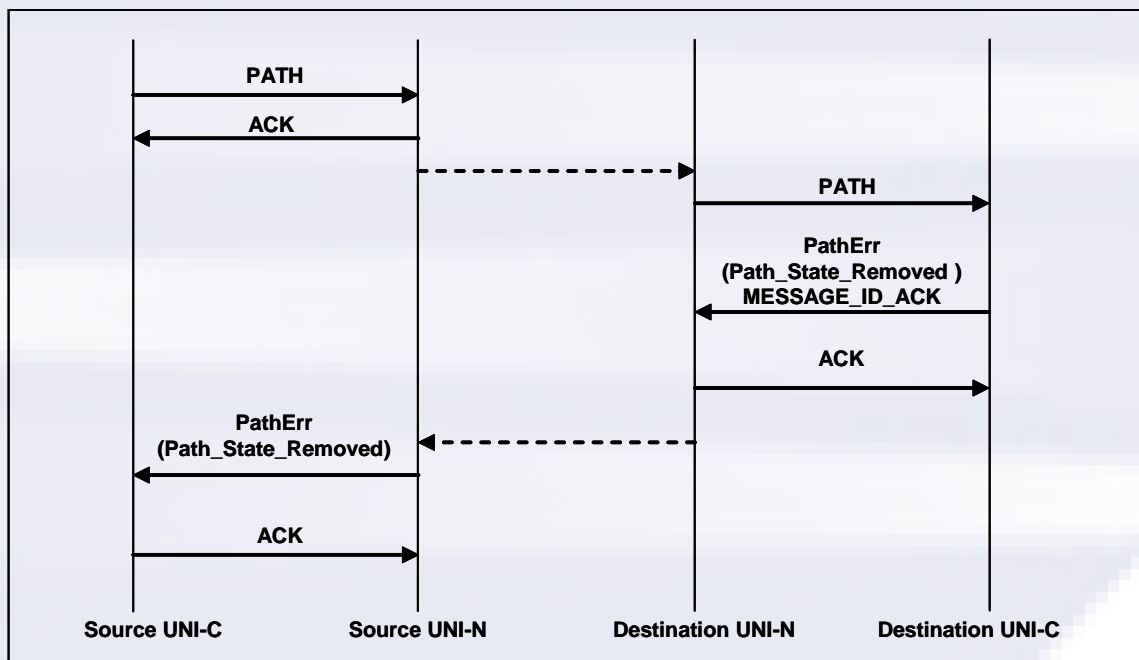 PATH
ACK
PATH
PathErr
(Path_State_Removed )
MESSAGE_ID_ACK
ACK
PathErr
(Path_State_Removed)
ACK
Source UNI-C
Source UNI-N
Destination UNI-N
Destination UNI-C